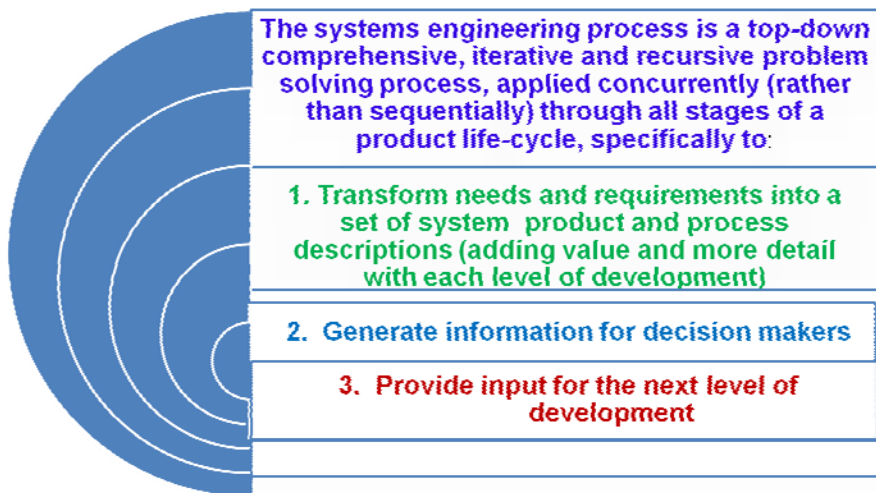 The systems engineering process is a top-down
comprehensive, iterative and recursive problem
solving process, applied concurrently (rather
than sequentially) through all stages of a
product life-cycle, specifically to:
1. Transform needs and requirements into a
set of system product and process
descriptions (adding value and more detail
with each level of development)
2. Generate information for decision makers
3. Provide input for the next level of
development